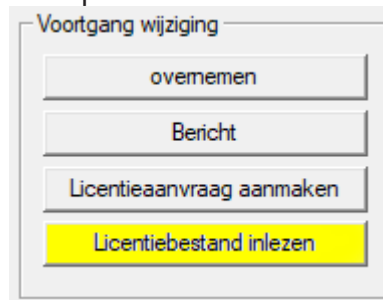 Voortgang wijziging
overnemen
Bericht
Licentieaanvraag aanmaken
Licentiebestand inlezen